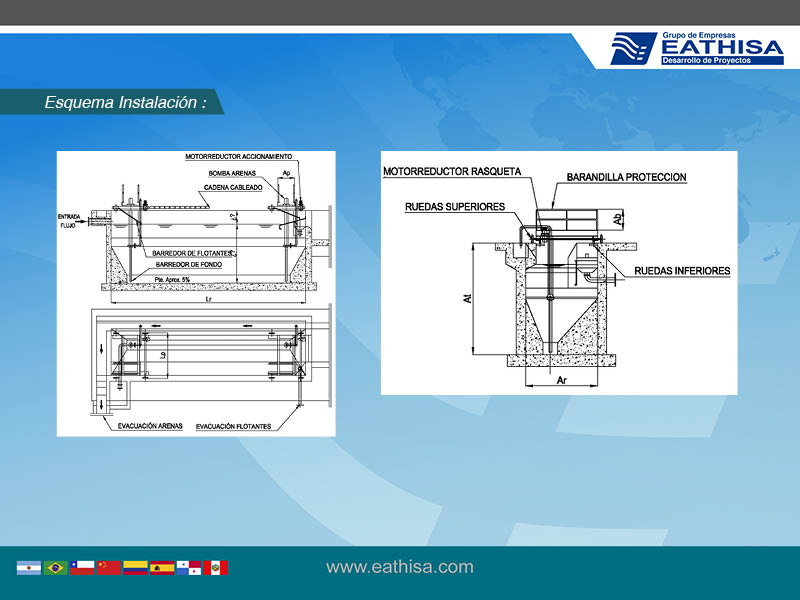 Grupo de Empresas
EATHISA
Desarrollo de Proyectos
Esquema Instalación :
MOTORREDUCTOR ACCIONAMIENTO
BOMBA ARENAS
Ap
CADENA CABLEADO
ENTRADA
FLUJO
BARREDOR DE FLOTANTES
BARREDOR DE FONDO
Pte. Aprox. 5%
Lr
Lp
EVACUACIÓN ARENAS
EVACUACIÓN FLOTANTES
MOTORREDUCTOR RASQUETA
BARANDILLA PROTECCION
RUEDAS SUPERIORES
Ab
RUEDAS INFERIORES
At
Ar
www.eathisa.com